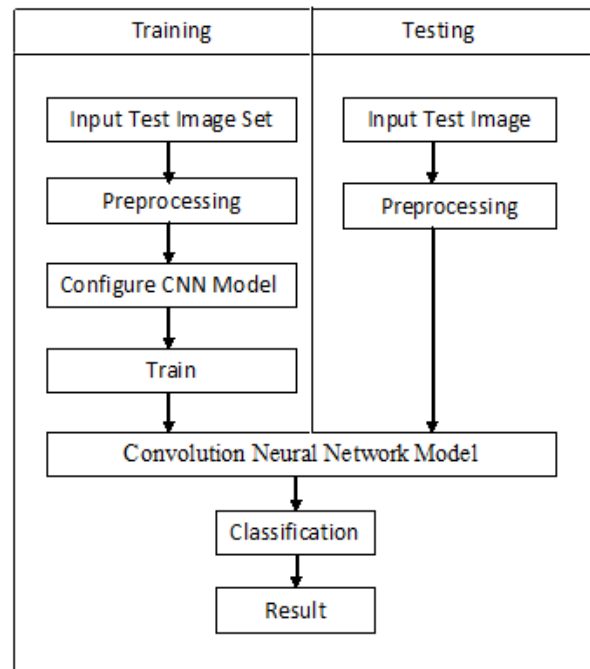 Training
Testing
Input Test Image Set
Input Test Image
Preprocessing
Preprocessing
Configure CNN Model
Train
Convolution Neural Network Model
Classification
Result